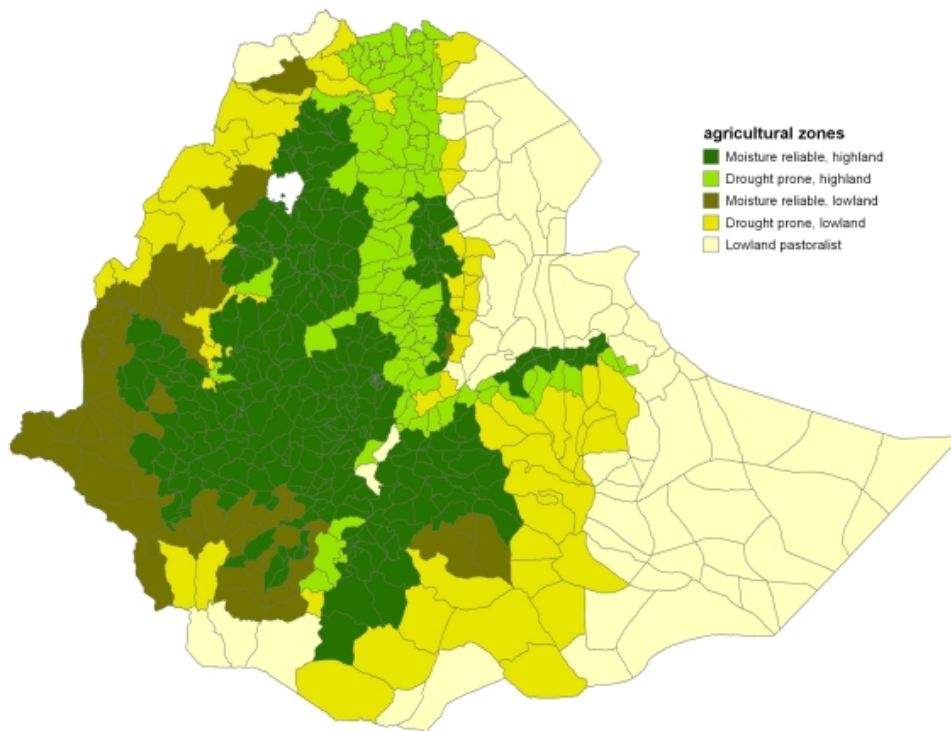 agricultural zones
Moisture reliable, highland
Drought prone, highland
Moisture reliable, lowland
Drought prone, lowland
Lowland pastoralist